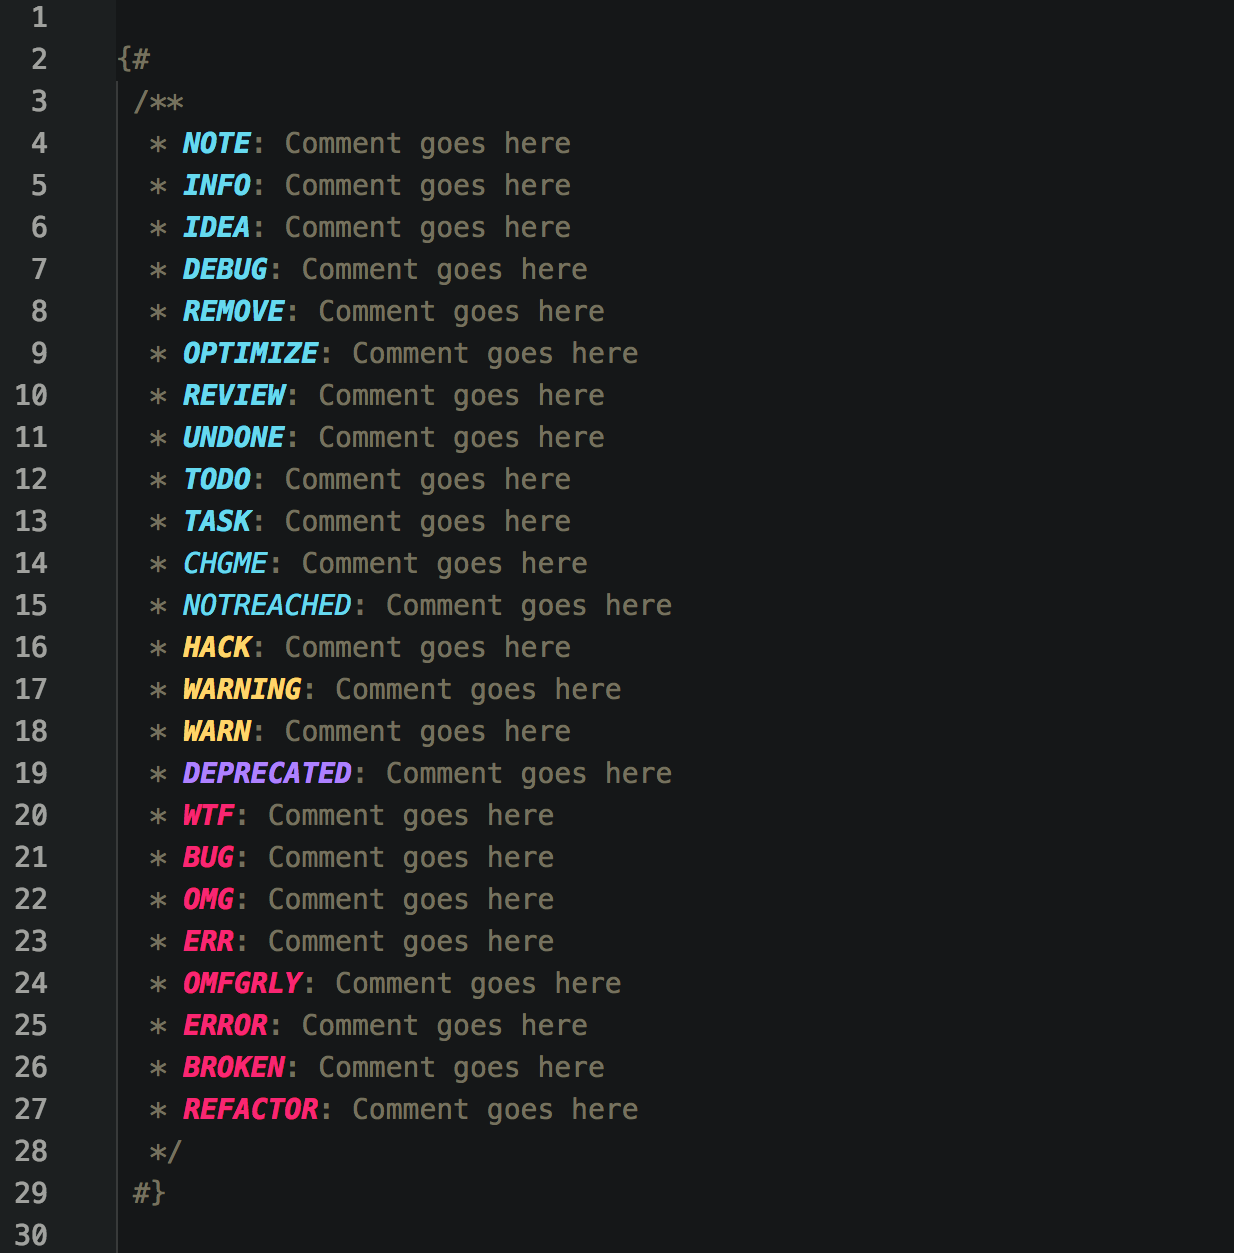 1
2 {#
3 /**
4 * NOTE: Comment goes here
5 * INFO: Comment goes here
6 * IDEA: Comment goes here
7 * DEBUG: Comment goes here
8 * REMOVE: Comment goes here
9 * OPTIMIZE: Comment goes here
10 * REVIEW: Comment goes here
11 * UNDONE: Comment goes here
12 * TODO: Comment goes here
13 * TASK: Comment goes here
14 * CHGME: Comment goes here
15 * NOTREACHED: Comment goes here
16 * HACK: Comment goes here
17 * WARNING: Comment goes here
18 * WARN: Comment goes here
19 * DEPRECATED: Comment goes here
20 * WTF: Comment goes here
21 * BUG: Comment goes here
22 * OMG: Comment goes here
23 * ERR: Comment goes here
24 * OMFGRLY: Comment goes here
25 * ERROR: Comment goes here
26 * BROKEN: Comment goes here
27 * REFACTOR: Comment goes here
28 */
29 #}
30